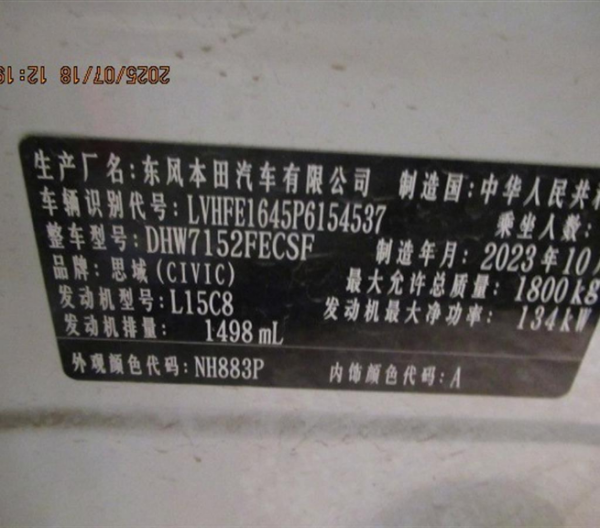 2025/07/18 12:19
生产厂名：东风本田汽车有限公司 制造国：中华人民共
车辆识别代号：LVHFE1645P6154537 乘坐人数：
整车型号：DHW7152FECSF 制造年月：2023年10
品牌：思域(CIVIC) 最大允许总质量：1800kg
发动机型号：L15C8 发动机最大净功率：134kW
发动机排量：1498mL
外观颜色代码：NH883P 内饰颜色代码：A